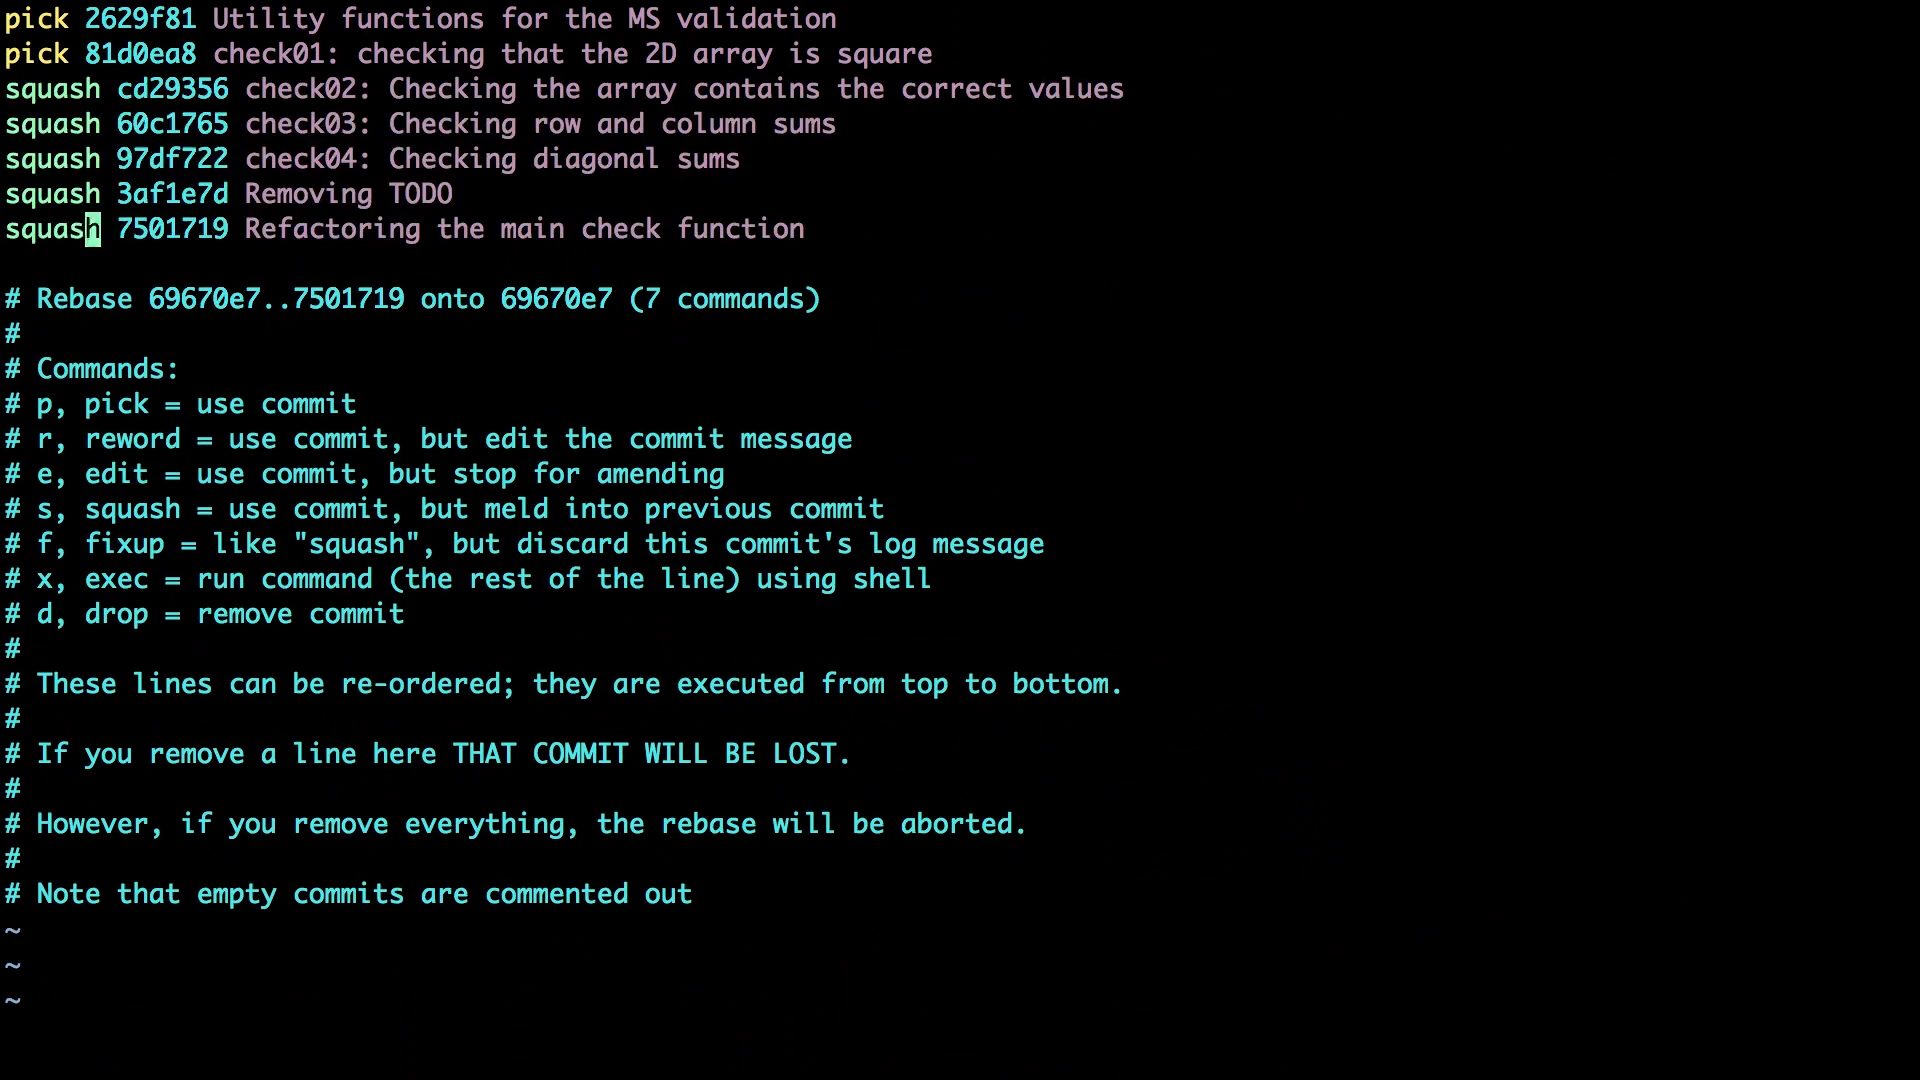 pick 2629f81 Utility functions for the MS validation
pick 81d0ea8 check01: checking that the 2D array is square
squash cd29356 check02: Checking the array contains the correct values
squash 60c1765 check03: Checking row and column sums
squash 97df722 check04: Checking diagonal sums
squash 3af1e7d Removing TODO
squash 7501719 Refactoring the main check function

# Rebase 69670e7..7501719 onto 69670e7 (7 commands)
#
# Commands:
# p, pick = use commit
# r, reword = use commit, but edit the commit message
# e, edit = use commit, but stop for amending
# s, squash = use commit, but meld into previous commit
# f, fixup = like "squash", but discard this commit's log message
# x, exec = run command (the rest of the line) using shell
# d, drop = remove commit
#
# These lines can be re-ordered; they are executed from top to bottom.
#
# If you remove a line here THAT COMMIT WILL BE LOST.
#
# However, if you remove everything, the rebase will be aborted.
#
# Note that empty commits are commented out
~
~
~